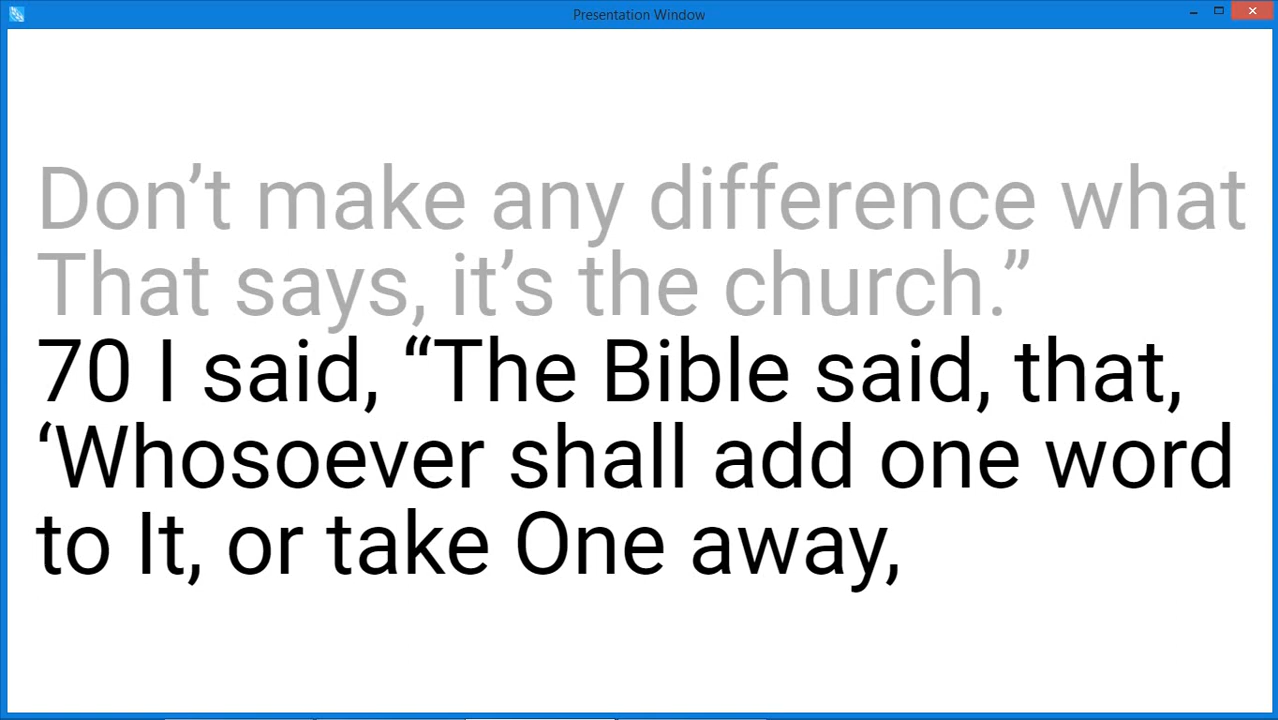 Presentation Window
Don’t make any difference what
That says, it’s the church.”
70 I said, “The Bible said, that,
‘Whosoever shall add one word
to It, or take One away,